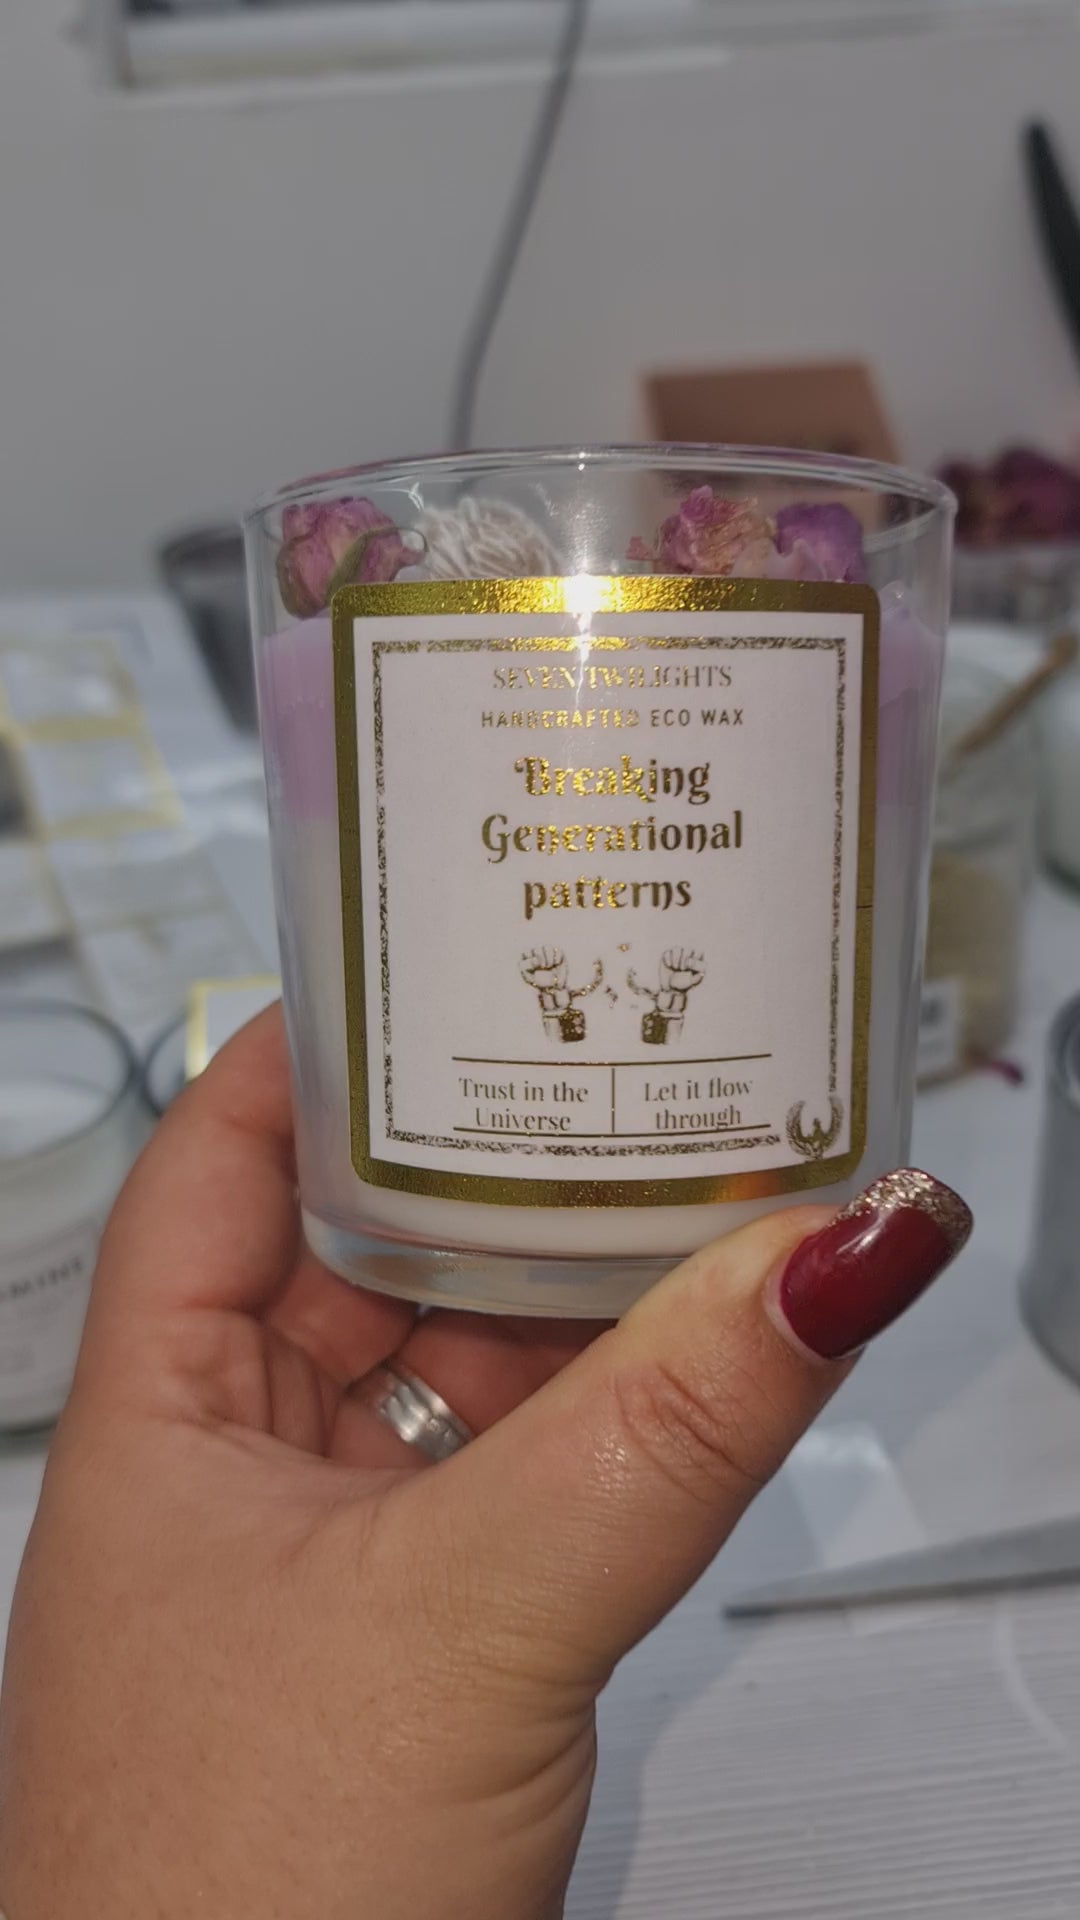 SEVEN TWILIGHTS
HANDCRAFTED ECO WAX
Breaking
Generational
patterns
Trust in the
Universe
Let it flow
through